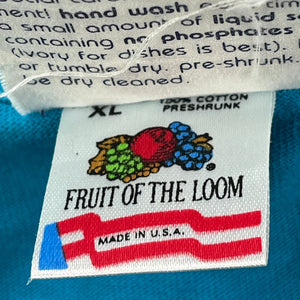 ment! hand wash
a small amount of liquid s
containing no phosphates
(ivory for dishes is best).
or tumble dry. pre-shrunk.
be dry cleaned.
XL
100% COTTON
PRESHRUNK
FRUIT OF THE LOOM
®
MADE IN U.S.A.